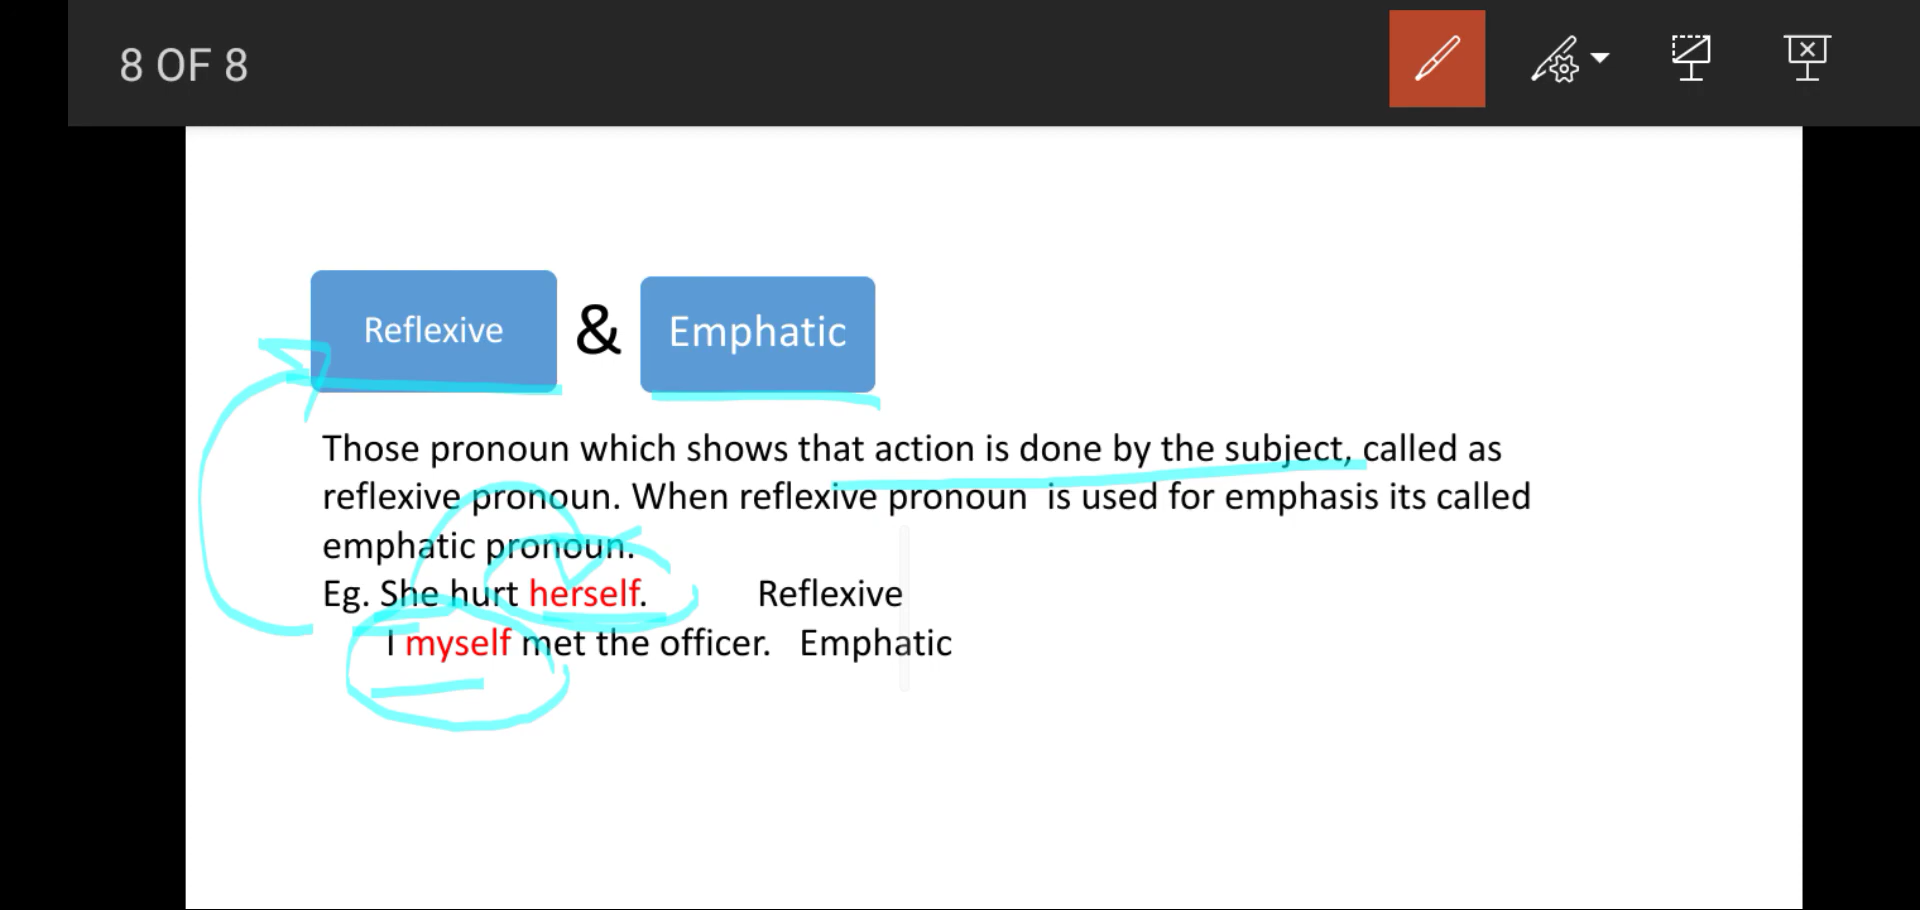 8 OF 8
Reflexive & Emphatic
Those pronoun which shows that action is done by the subject, called as
reflexive pronoun. When reflexive pronoun is used for emphasis its called
emphatic pronoun.
Eg. She hurt herself. Reflexive
I myself met the officer. Emphatic